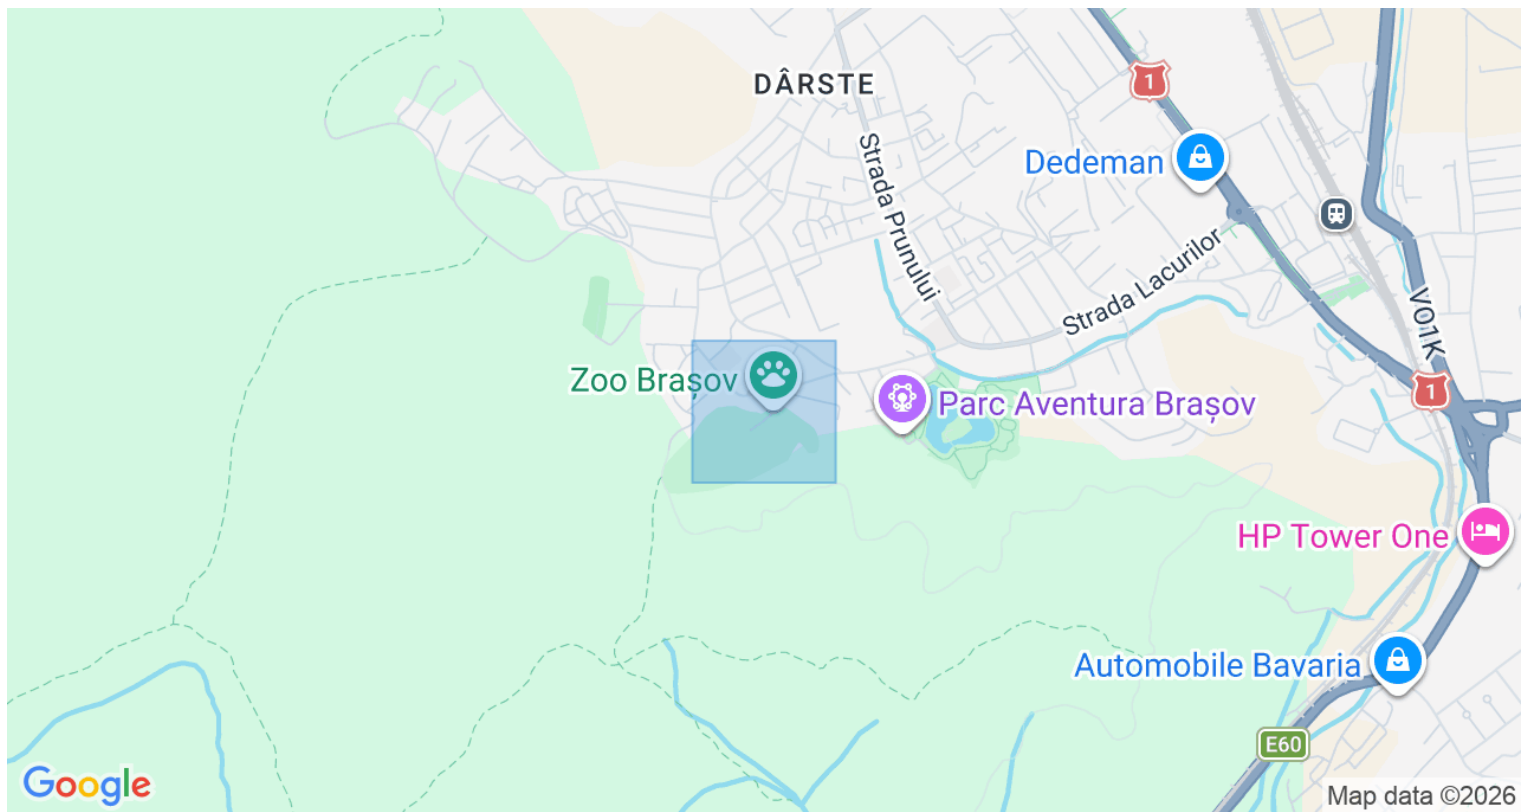 DÂRSTE
1
Dedeman
Strada Prunului
Strada Lacurilor
V01K
Zoo Brașov
Parc Aventura Brașov
1
HP Tower One
Automobile Bavaria
E60
Google
Map data ©2026